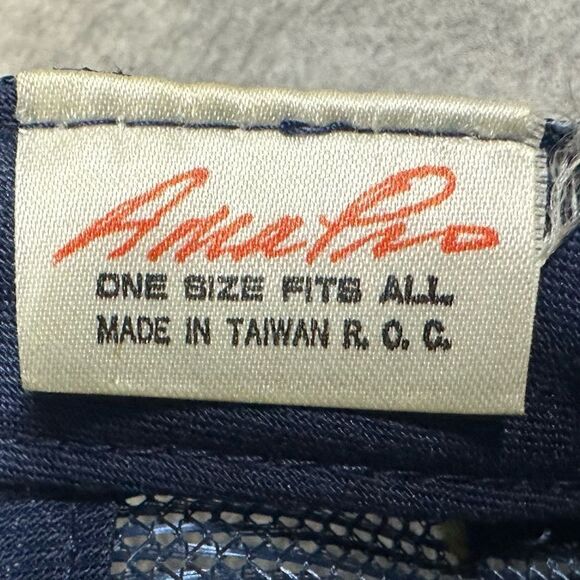 AmaPro
ONE SIZE FITS ALL
MADE IN TAIWAN R. O. C.